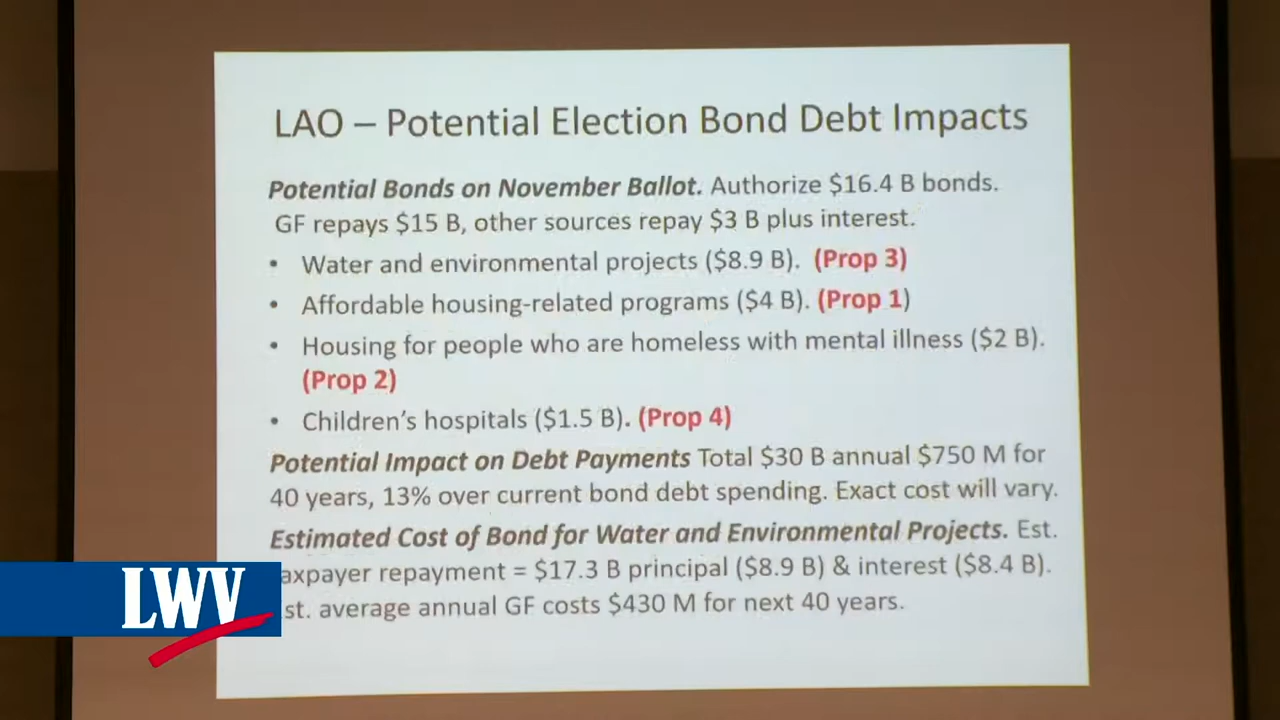 LAO – Potential Election Bond Debt Impacts
Potential Bonds on November Ballot. Authorize $16.4 B bonds.
GF repays $15 B, other sources repay $3 B plus interest.
• Water and environmental projects ($8.9 B). (Prop 3)
• Affordable housing-related programs ($4 B). (Prop 1)
• Housing for people who are homeless with mental illness ($2 B).
(Prop 2)
• Children's hospitals ($1.5 B). (Prop 4)
Potential Impact on Debt Payments Total $30 B annual $750 M for
40 years, 13% over current bond debt spending. Exact cost will vary.
Estimated Cost of Bond for Water and Environmental Projects. Est.
axpayer repayment = $17.3 B principal ($8.9 B) & interest ($8.4 B).
st. average annual GF costs $430 M for next 40 years.
LWV